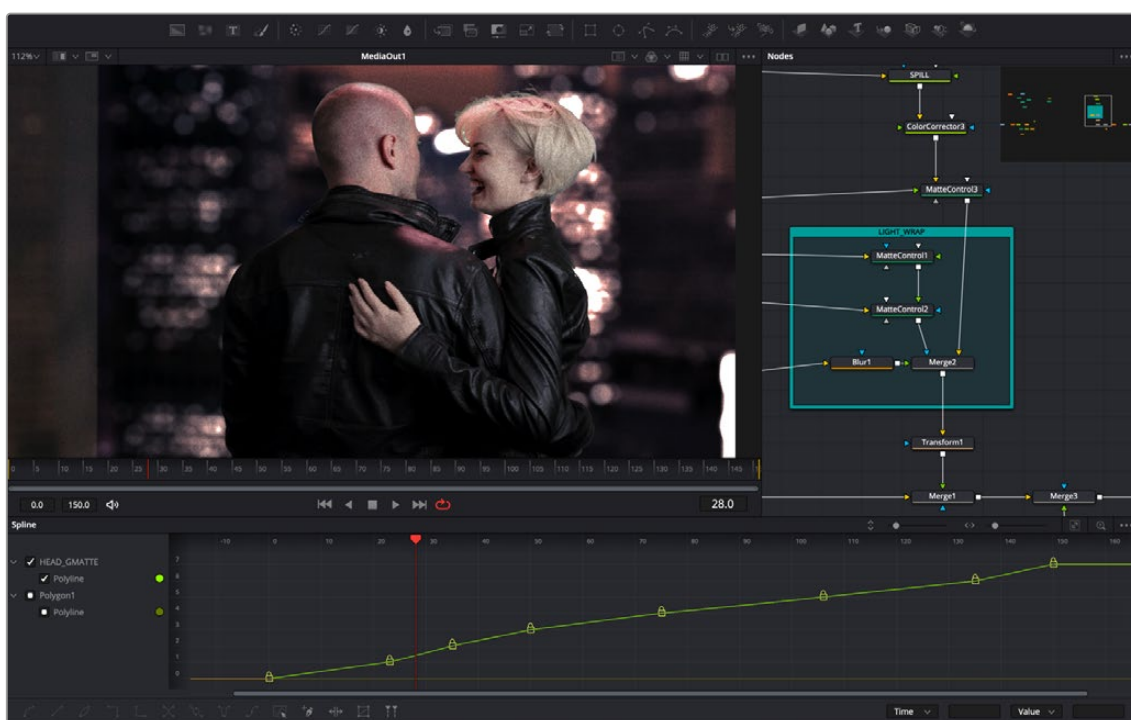 T
112%
MediaOut1
Nodes
SPILL
ColorCorrector3
MatteControl3
LIGHT_WRAP
MatteControl1
MatteControl2
Blur1
Merge2
Transform1
Merge1
Merge3
0 5 10 15 20 25 30 35 40 45 50 55 60 65 70 75 80 85 90 95 100 105 110 115 120 125 130 135 140 145
0.0 150.0 28.0
Spline
-10 0 20 30 40 50 60 70 80 90 100 110 120 130 140 150 160
HEAD_GMATTE
Polyline
Polygon1
Polyline
7
6
5
4
3
2
1
0
Time
Value